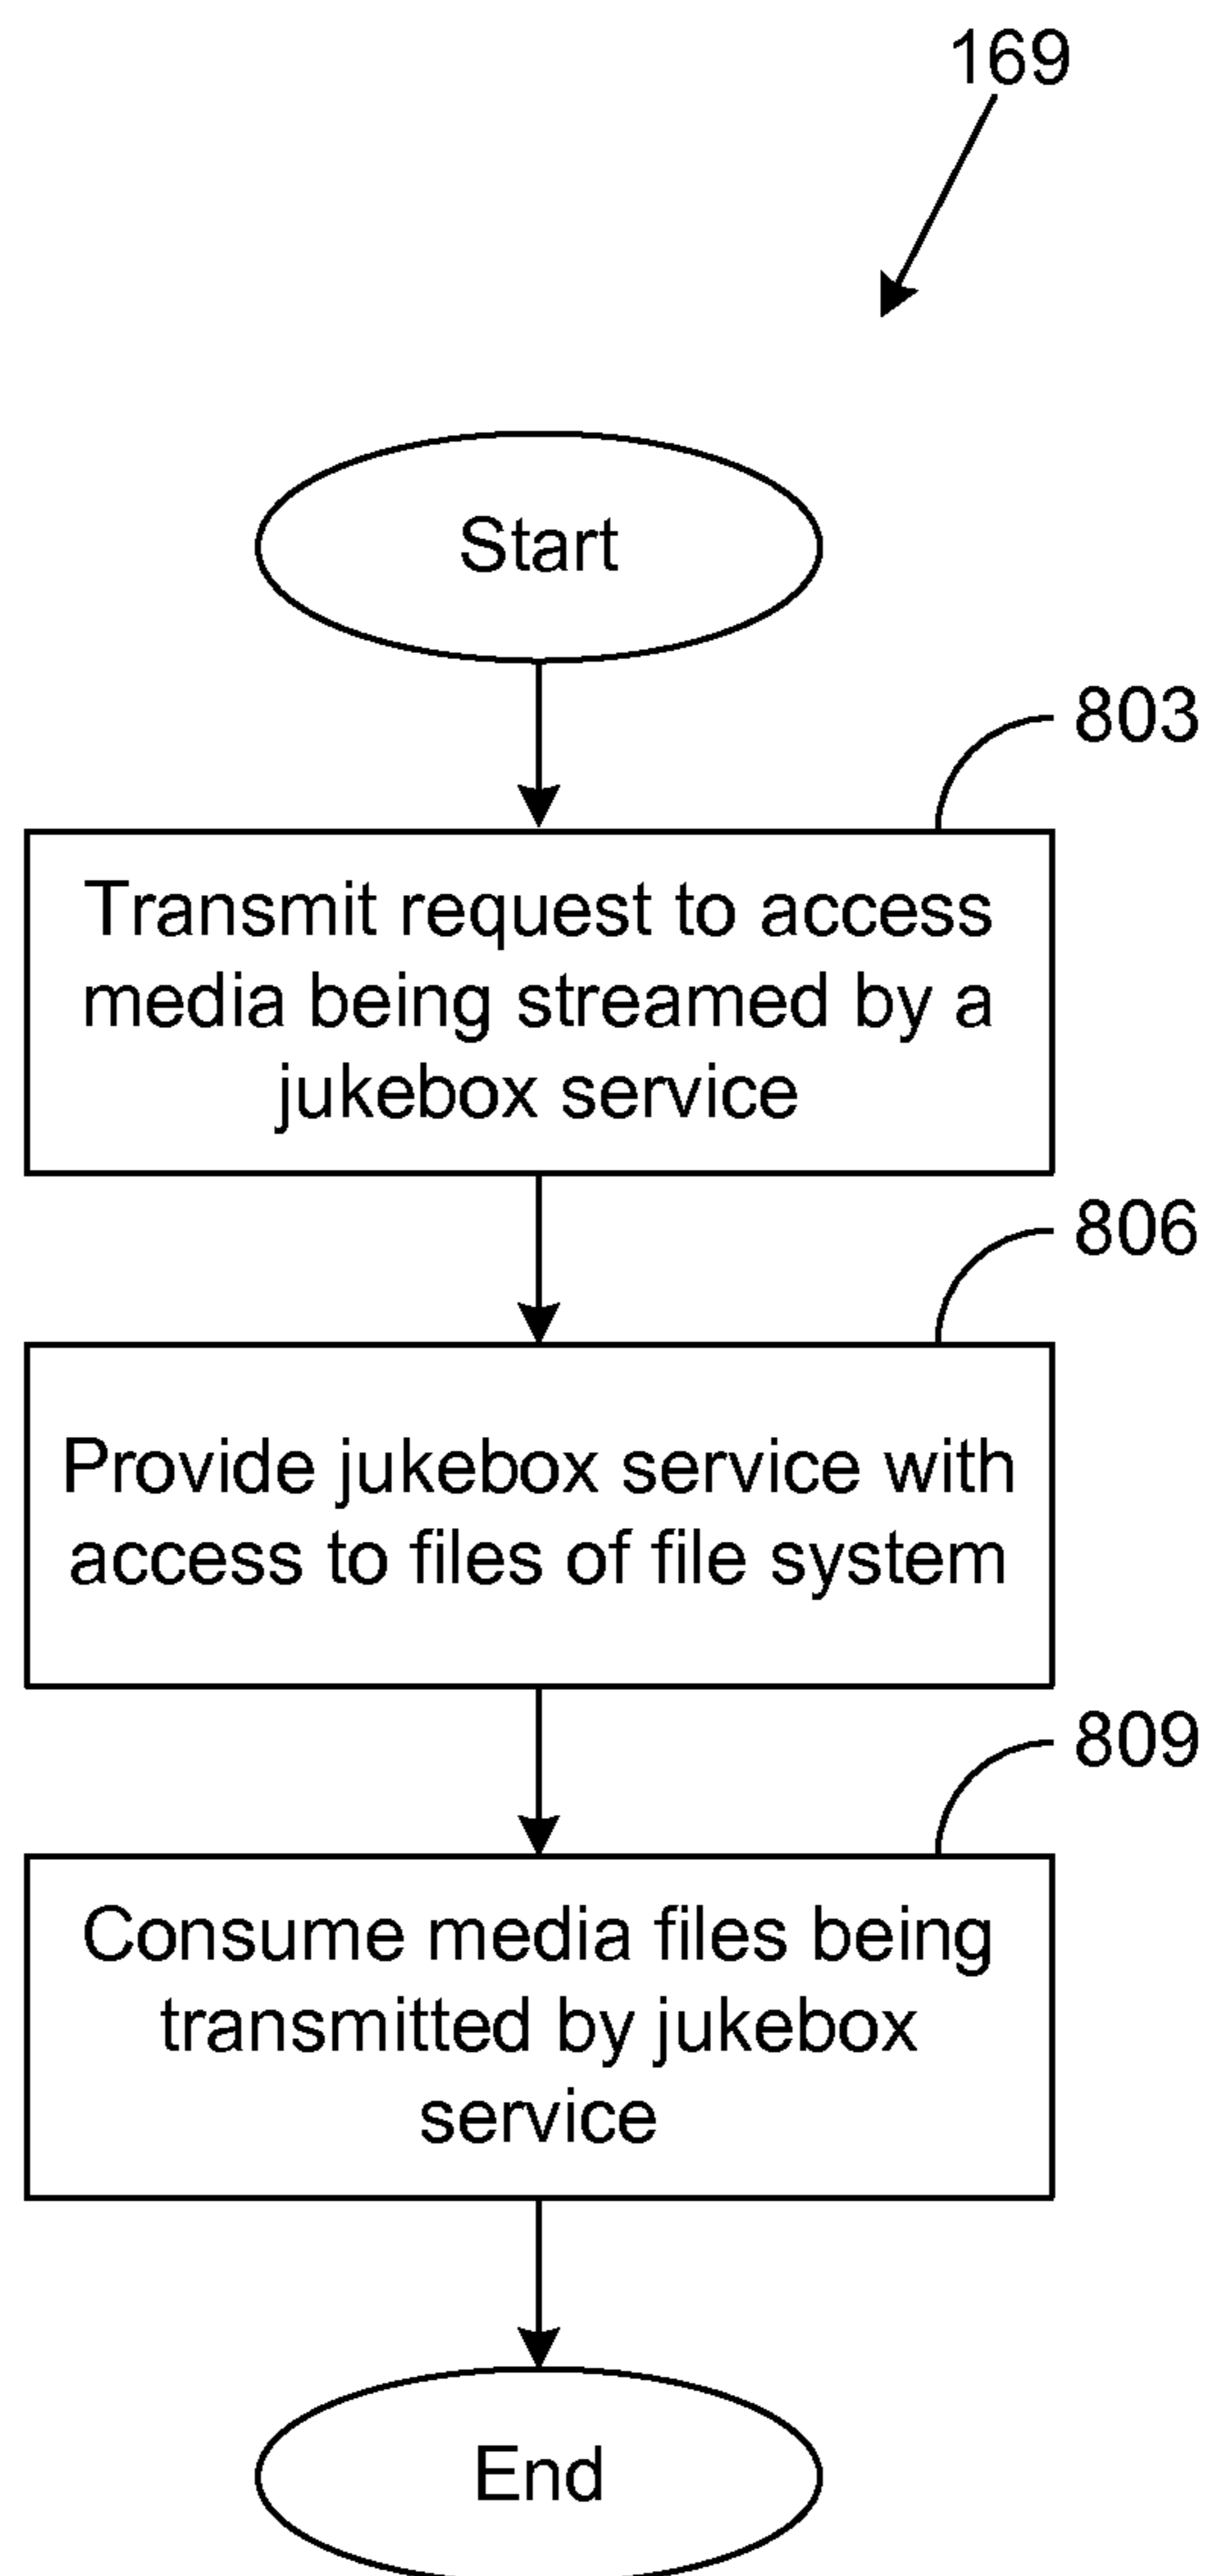 169
Start
803
Transmit request to access
media being streamed by a
jukebox service
806
Provide jukebox service with
access to files of file system
809
Consume media files being
transmitted by jukebox
service
End